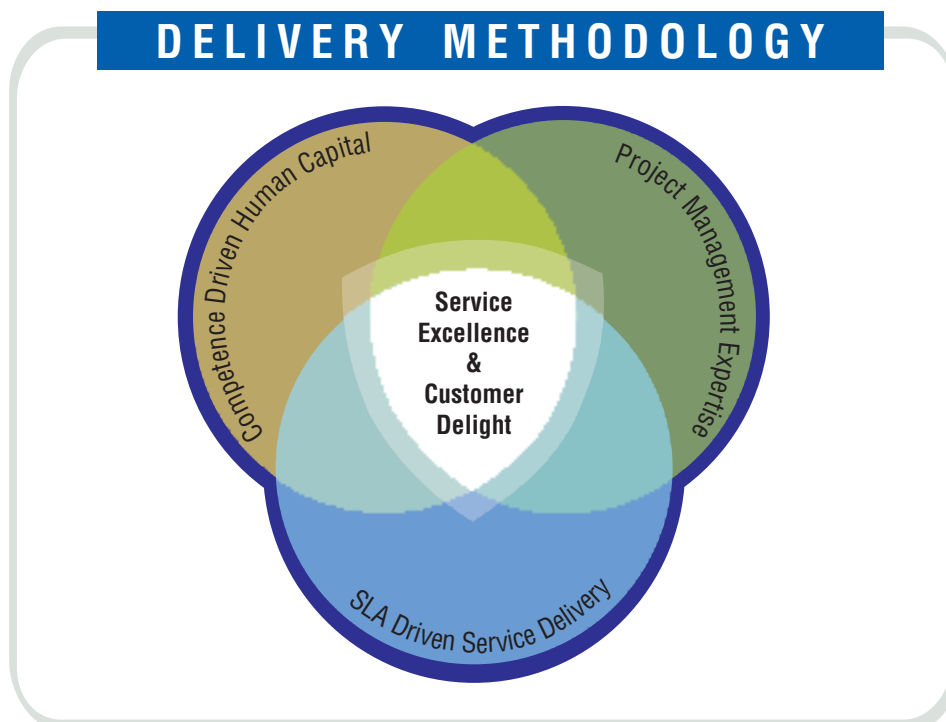 DELIVERY METHODOLOGY
Competence Driven Human Capital
Project Management Expertise
Service
Excellence
&
Customer
Delight
SLA Driven Service Delivery